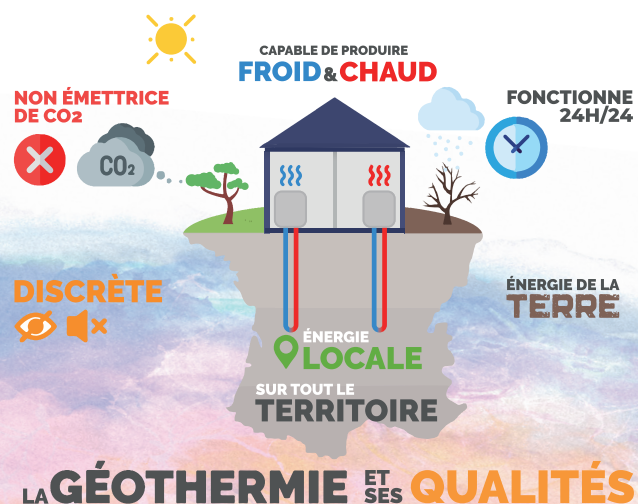 CAPABLE DE PRODUIRE
FROID & CHAUD
NON ÉMETTRICE
DE CO2
CO₂
FONCTIONNE
24H/24
DISCRÈTE
ÉNERGIE DE LA
TERRE
ÉNERGIE
LOCALE
SUR TOUT LE
TERRITOIRE
LA GÉOTHERMIE ET SES QUALITÉS